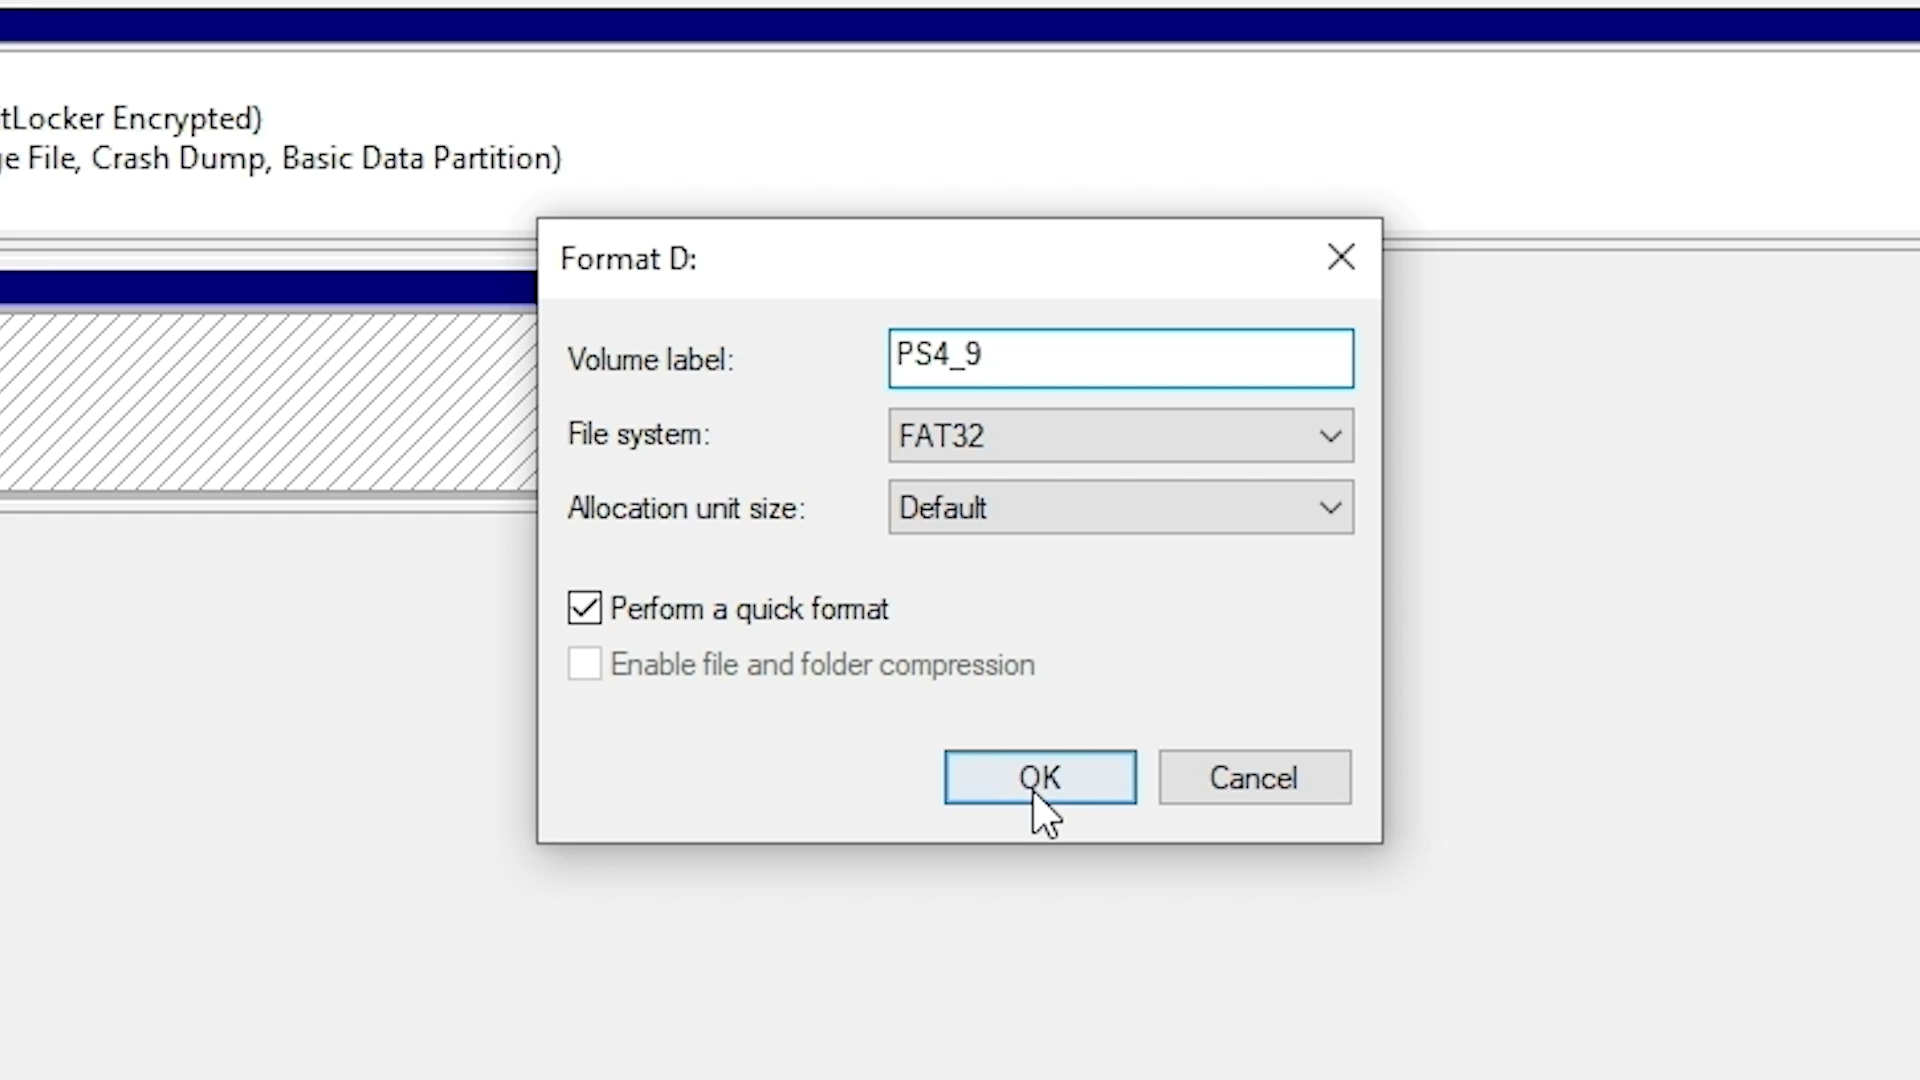 tLocker Encrypted)
e File, Crash Dump, Basic Data Partition)
Format D:
Volume label: PS4_9
File system: FAT32
Allocation unit size: Default
Perform a quick format
Enable file and folder compression
OK Cancel